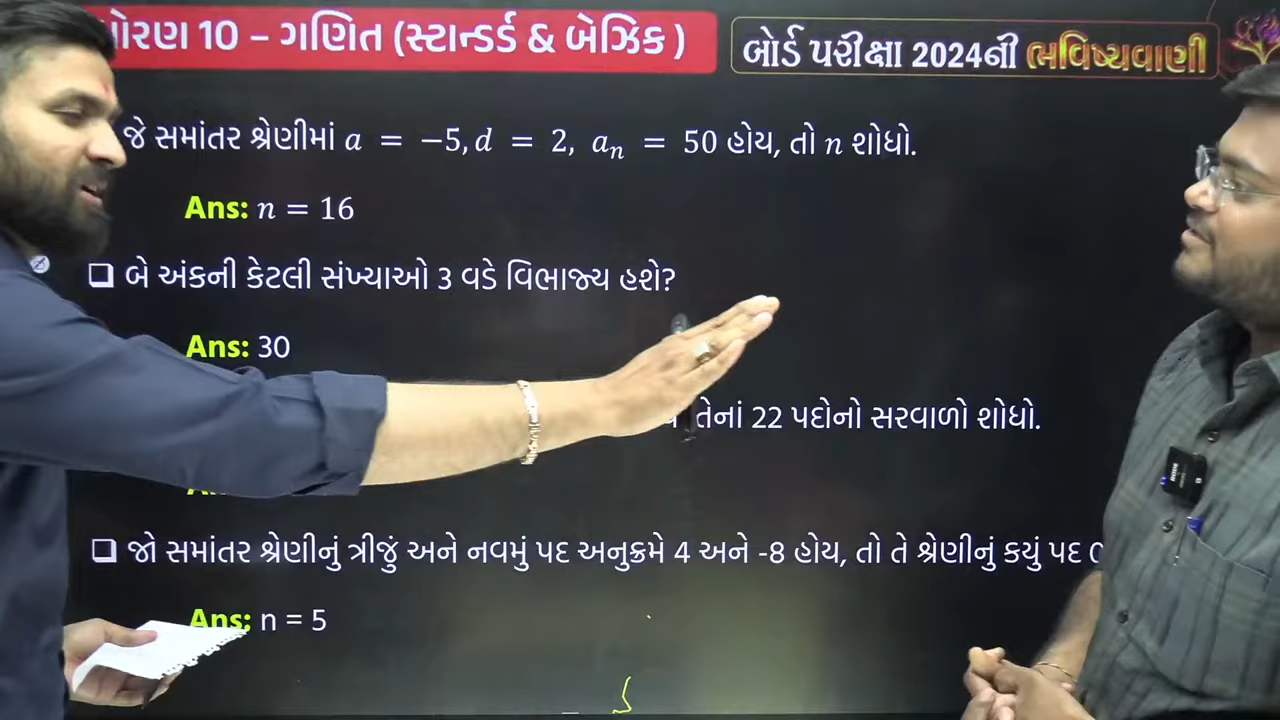 ધોરણ 10 – ગણિત (સ્ટાન્ડર્ડ & બેઝિક )
બોર્ડ પરીક્ષા 2024ની ભવિષ્યવાણી
જે સમાંતર શ્રેણીમાં a = −5, d = 2, aₙ = 50 હોય, તો n શોધો.
Ans: n = 16
❑ બે અંકની કેટલી સંખ્યાઓ 3 વડે વિભાજ્ય હશે?
Ans: 30
તેનાં 22 પદોનો સરવાળો શોધો.
❑ જો સમાંતર શ્રેણીનું ત્રીજું અને નવમું પદ અનુક્રમે 4 અને -8 હોય, તો તે શ્રેણીનું કયું પદ 0
Ans: n = 5